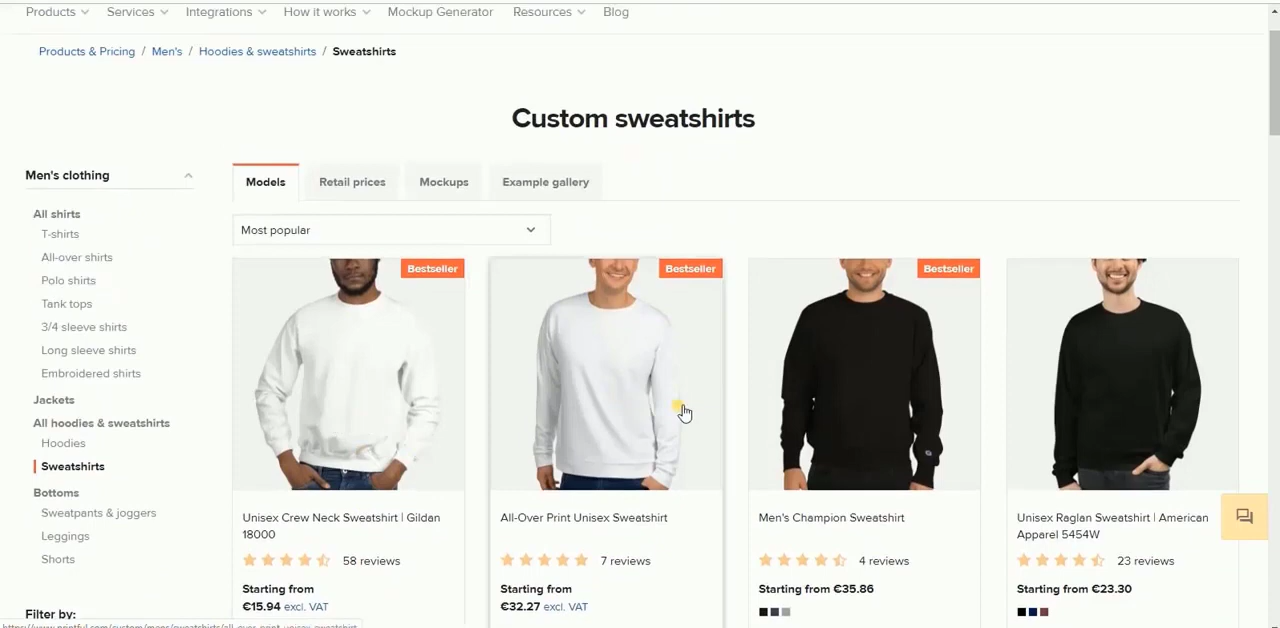 Products Services Integrations How it works Mockup Generator Resources Blog
Products & Pricing / Men's / Hoodies & sweatshirts / Sweatshirts
Custom sweatshirts
Men's clothing
Models Retail prices Mockups Example gallery
Most popular
All shirts
T-shirts
All-over shirts
Polo shirts
Tank tops
3/4 sleeve shirts
Long sleeve shirts
Embroidered shirts
Jackets
All hoodies & sweatshirts
Hoodies
Sweatshirts
Bottoms
Sweatpants & joggers
Leggings
Shorts
Filter by:
Bestseller
Unisex Crew Neck Sweatshirt | Gildan
18000
58 reviews
Starting from
€15.94 excl. VAT
Bestseller
All-Over Print Unisex Sweatshirt
7 reviews
Starting from
€32.27 excl. VAT
Bestseller
Men's Champion Sweatshirt
4 reviews
Starting from €35.86
Unisex Raglan Sweatshirt | American
Apparel 5454W
23 reviews
Starting from €23.30